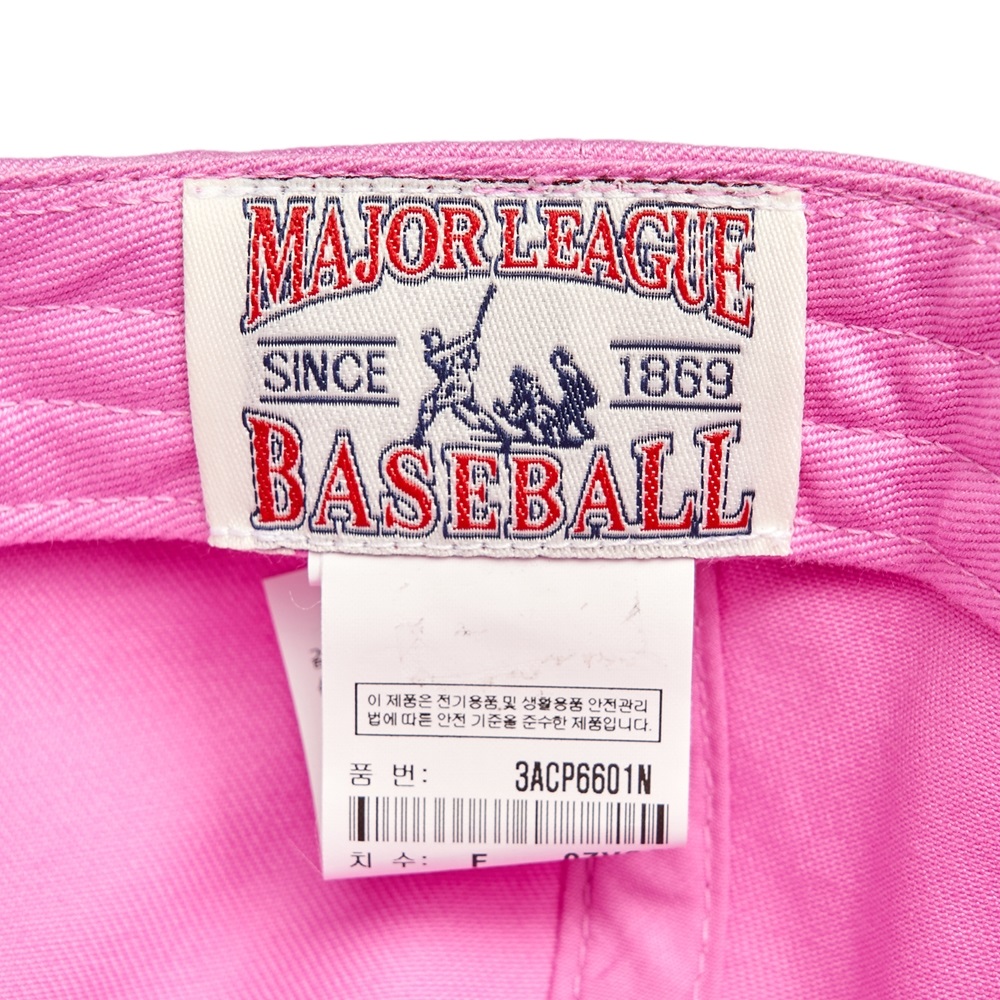 MAJOR LEAGUE
SINCE 1869
BASEBALL
이 제품은 전기용품 및 생활용품 안전관리
법에 따른 안전 기준을 준수한 제품입니다.
품 번: 3ACP6601N
치 수: F